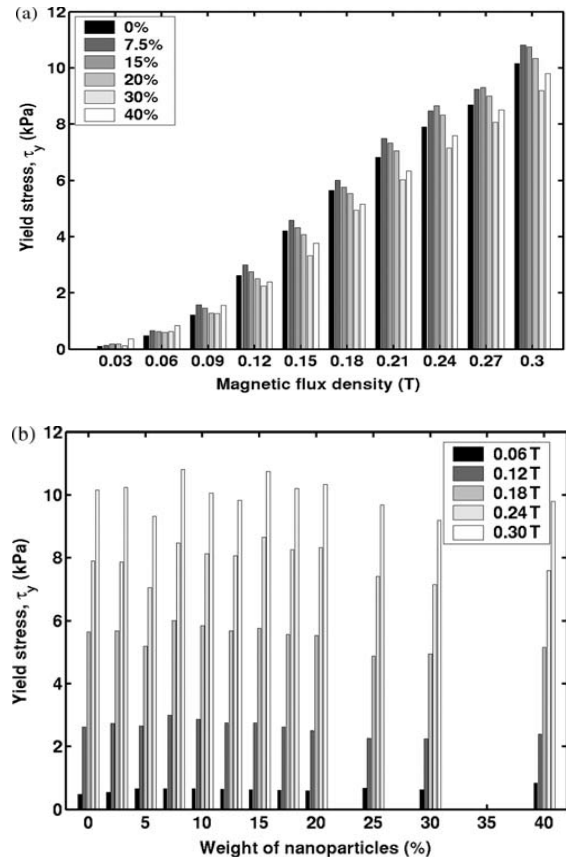 (a)
0%
7.5%
15%
20%
30%
40%
Yield stress, τy (kPa)
12
10
8
6
4
2
0
0.03 0.06 0.09 0.12 0.15 0.18 0.21 0.24 0.27 0.3
Magnetic flux density (T)
(b)
0.06 T
0.12 T
0.18 T
0.24 T
0.30 T
Yield stress, τy (kPa)
12
10
8
6
4
2
0
0 5 10 15 20 25 30 35 40
Weight of nanoparticles (%)